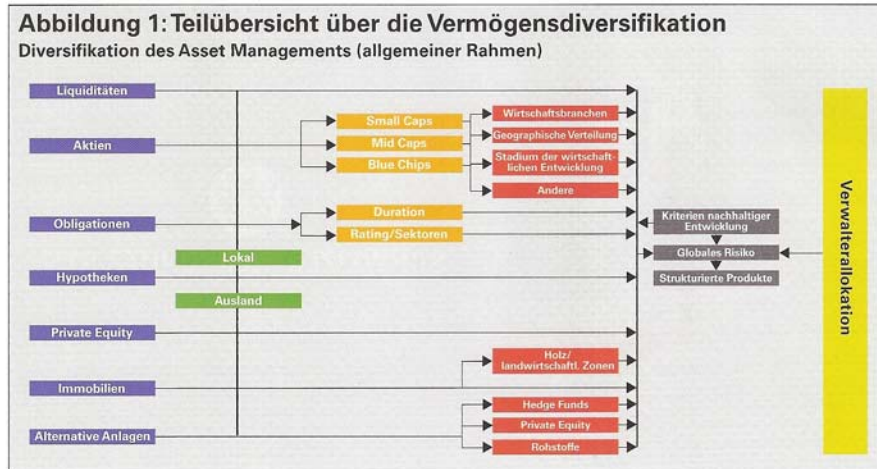 Abbildung 1: Teilübersicht über die Vermögensdiversifikation
Diversifikation des Asset Managements (allgemeiner Rahmen)
Liquiditäten
Aktien
Obligationen
Hypotheken
Private Equity
Immobilien
Alternative Anlagen
Lokal
Ausland
Small Caps
Mid Caps
Blue Chips
Duration
Rating/Sektoren
Wirtschaftsbranchen
Geographische Verteilung
Stadium der wirtschaft-
lichen Entwicklung
Andere
Holz/
landwirtschaftl. Zonen
Hedge Funds
Private Equity
Rohstoffe
Kriterien nachhaltiger
Entwicklung
Globales Risiko
Strukturierte Produkte
Verwalterallokation